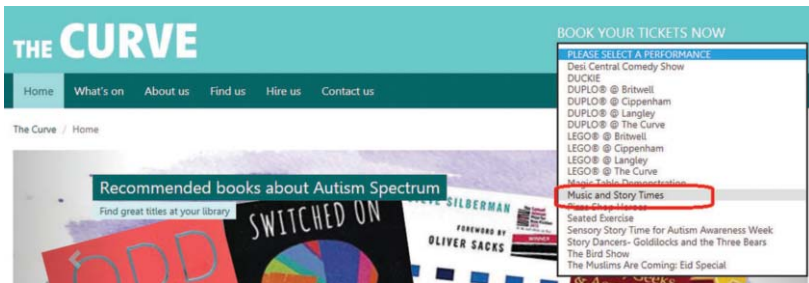 THE CURVE
BOOK YOUR TICKETS NOW
PLEASE SELECT A PERFORMANCE
Desi Central Comedy Show
DUCKIE
DUPLO® @ Britwell
DUPLO® @ Cippenham
DUPLO® @ Langley
DUPLO® @ The Curve
LEGO® @ Britwell
LEGO® @ Cippenham
LEGO® @ Langley
LEGO® @ The Curve
Magic Table Demonstration
Music and Story Times
Seated Exercise
Sensory Story Time for Autism Awareness Week
Story Dancers- Goldilocks and the Three Bears
The Bird Show
The Muslims Are Coming: Eid Special
Home What's on About us Find us Hire us Contact us
The Curve / Home
Recommended books about Autism Spectrum
Find great titles at your library
SWITCHED ON
SILBERMAN
FOREWORD BY
OLIVER SACKS
WINNER